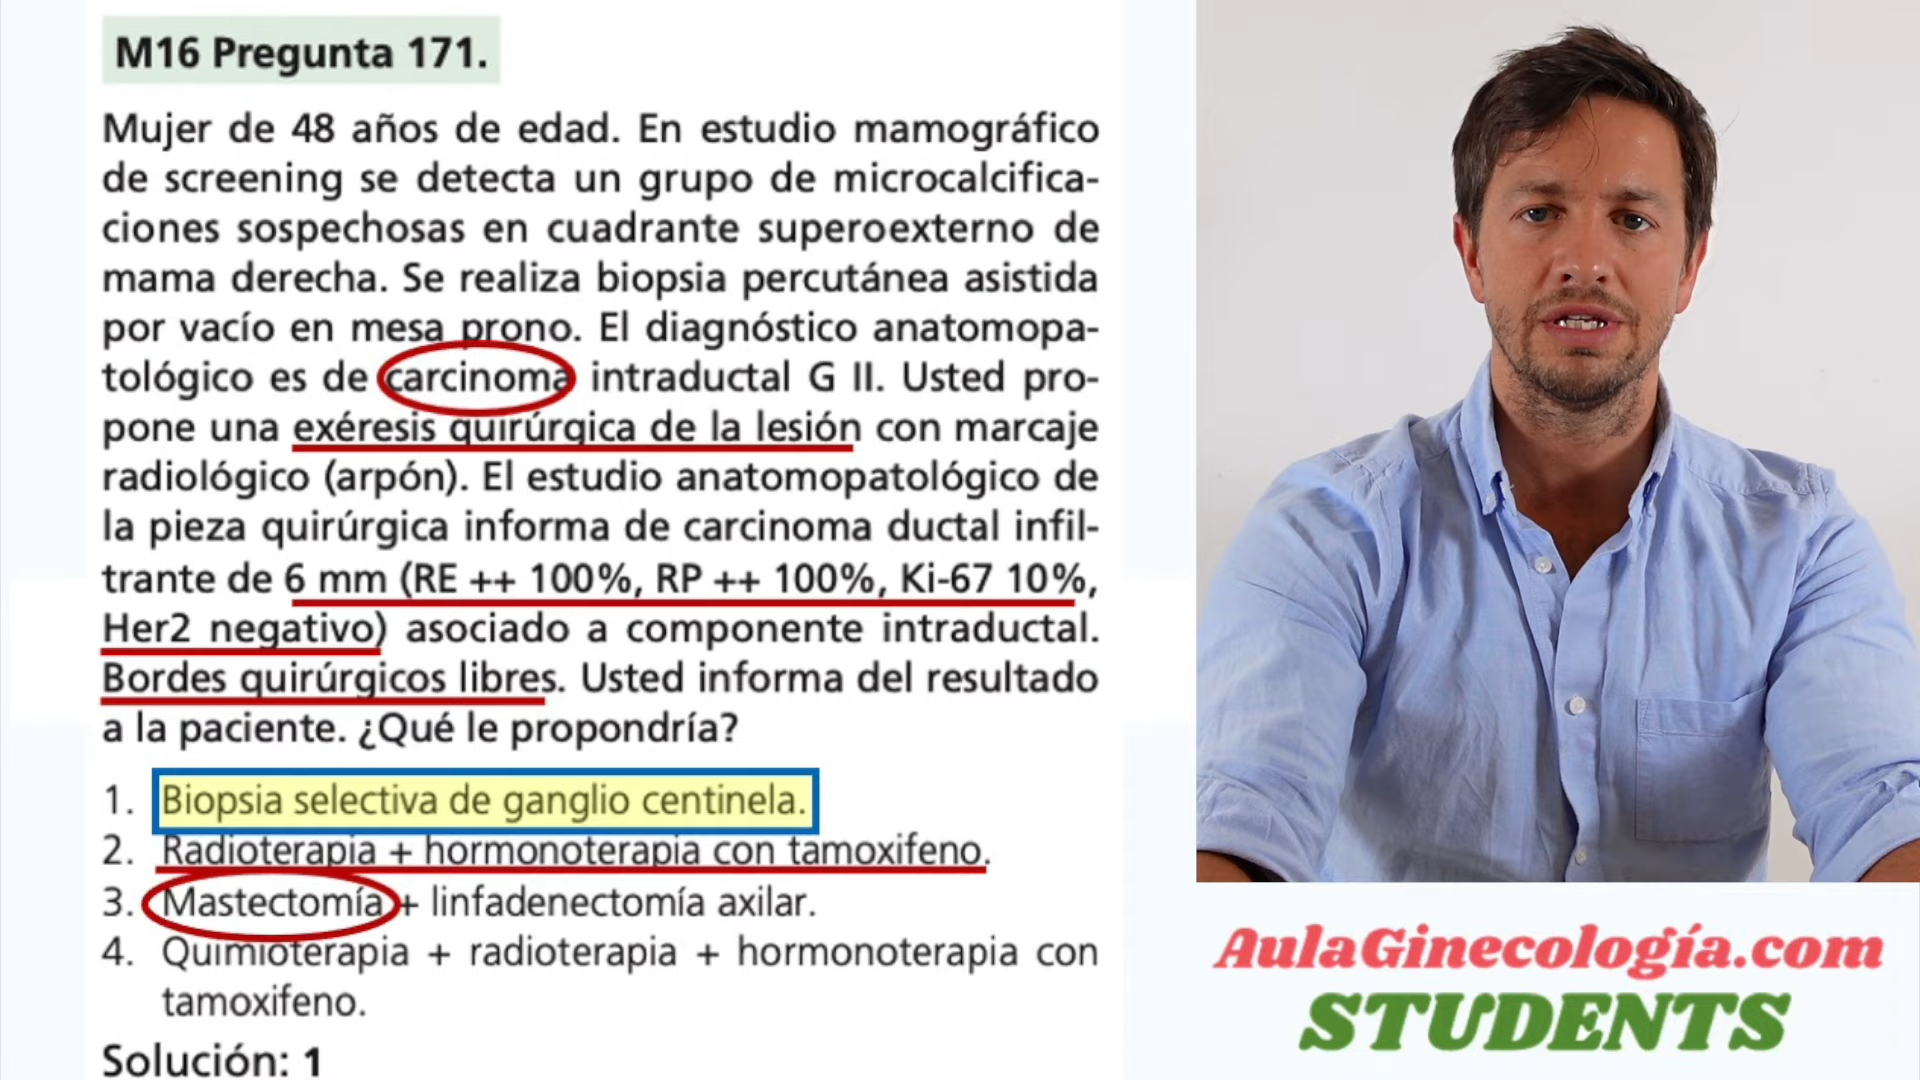 M16 Pregunta 171.
Mujer de 48 años de edad. En estudio mamográfico
de screening se detecta un grupo de microcalcifica-
ciones sospechosas en cuadrante superoexterno de
mama derecha. Se realiza biopsia percutánea asistida
por vacío en mesa prono. El diagnóstico anatomopa-
tológico es de carcinoma intraductal G II. Usted pro-
pone una exéresis quirúrgica de la lesión con marcaje
radiológico (arpón). El estudio anatomopatológico de
la pieza quirúrgica informa de carcinoma ductal infil-
trante de 6 mm (RE ++ 100%, RP ++ 100%, Ki-67 10%,
Her2 negativo) asociado a componente intraductal.
Bordes quirúrgicos libres. Usted informa del resultado
a la paciente. ¿Qué le propondría?
1. Biopsia selectiva de ganglio centinela.
2. Radioterapia + hormonoterapia con tamoxifeno.
3. Mastectomía + linfadenectomía axilar.
4. Quimioterapia + radioterapia + hormonoterapia con
tamoxifeno.
Solución: 1
AulaGinecología.com
STUDENTS